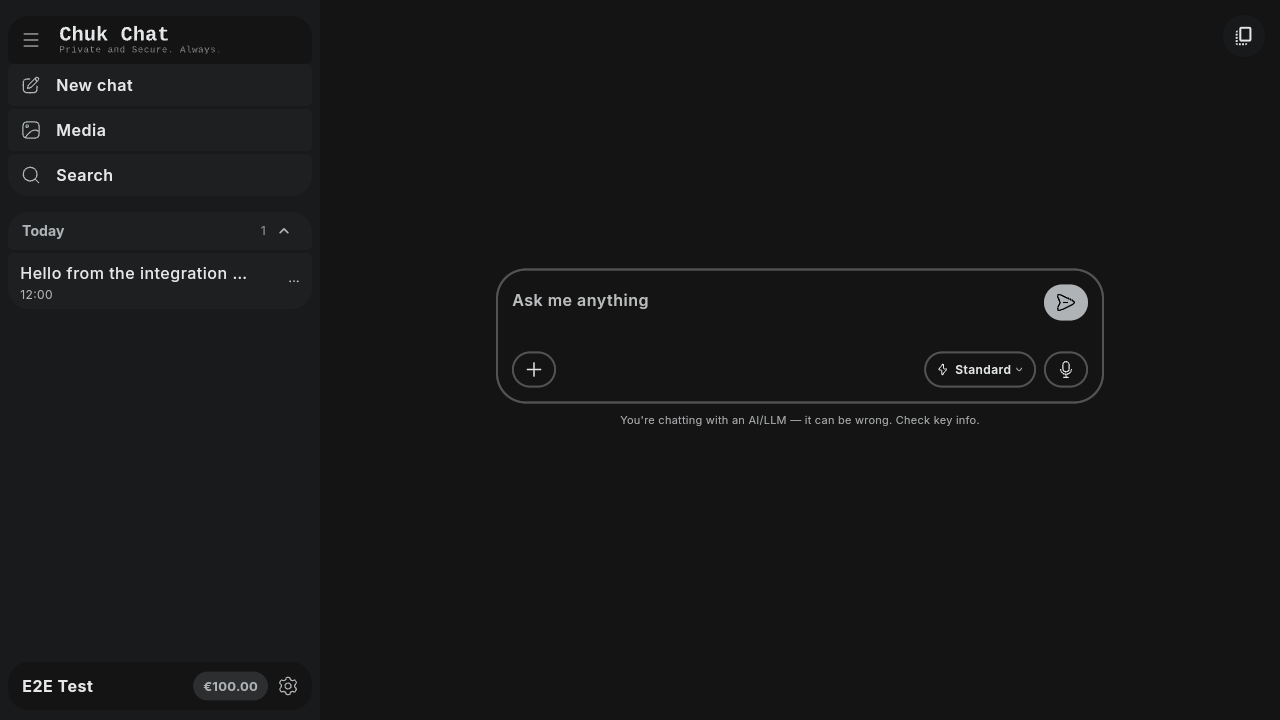 Chuk Chat
Private and Secure. Always.
New chat
Media
Search
Today 1
Hello from the integration ...
12:00
...
Ask me anything
Standard
You're chatting with an AI/LLM — it can be wrong. Check key info.
E2E Test
€100.00